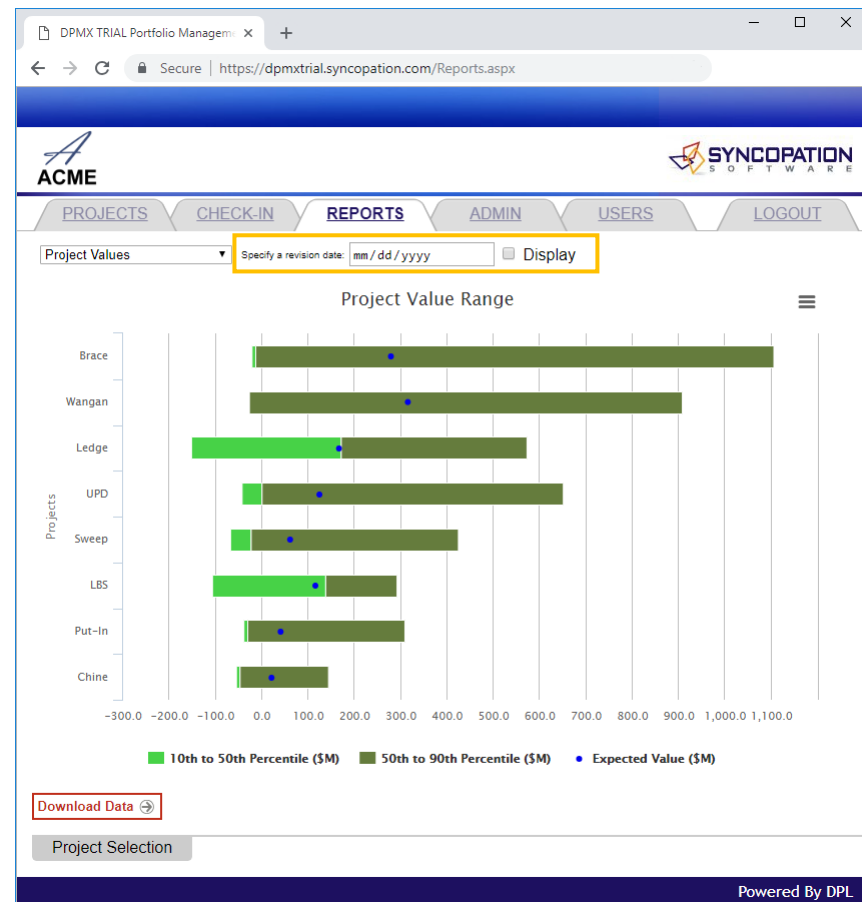 DPMX TRIAL Portfolio Managem
Secure | https://dpmxtrial.syncopation.com/Reports.aspx
ACME
SYNCOPATION
SOFTWARE
PROJECTS CHECK-IN REPORTS ADMIN USERS LOGOUT
Project Values Specify a revision date: mm/dd/yyyy Display
Project Value Range
Brace
Wangan
Ledge
UPD
Projects
Sweep
LBS
Put-In
Chine
-300.0 -200.0 -100.0 0.0 100.0 200.0 300.0 400.0 500.0 600.0 700.0 800.0 900.0 1,000.0 1,100.0
10th to 50th Percentile ($M) 50th to 90th Percentile ($M) Expected Value ($M)
Download Data
Project Selection
Powered By DPL